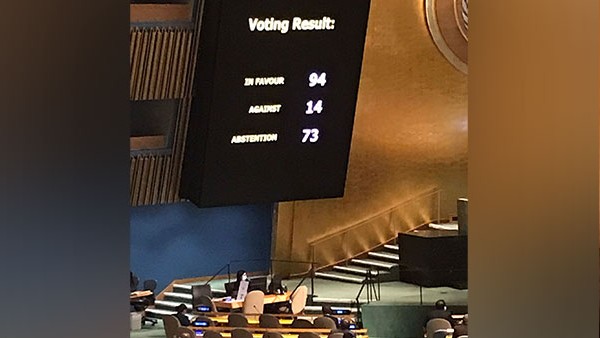 Voting Result:
IN FAVOUR 94
AGAINST 14
ABSTENTION 73